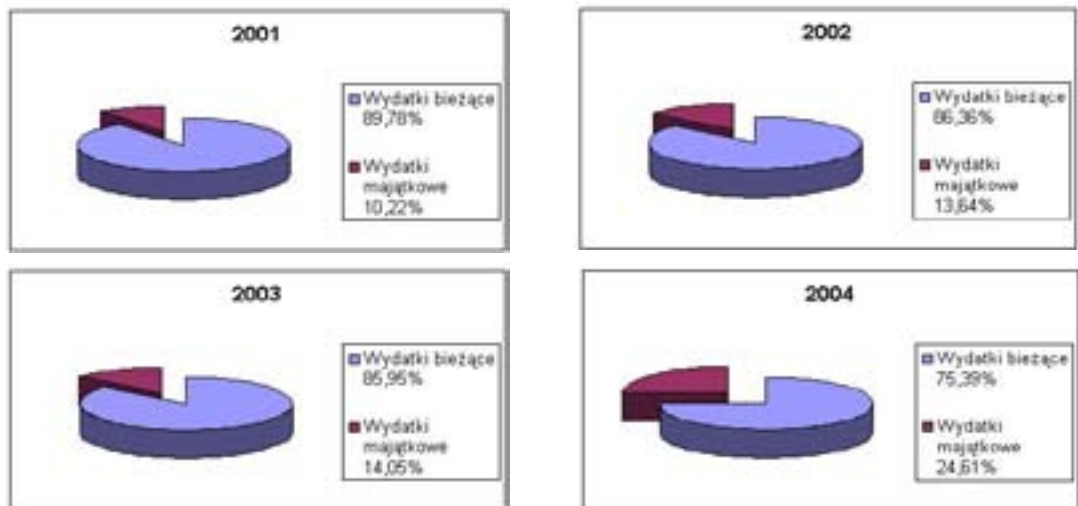 2001
Wydatki bieżące
89,78%
Wydatki
majątkowe
10,22%
2002
Wydatki bieżące
86,36%
Wydatki
majątkowe
13,64%
2003
Wydatki bieżące
85,95%
Wydatki
majątkowe
14,05%
2004
Wydatki bieżące
75,39%
Wydatki
majątkowe
24,61%